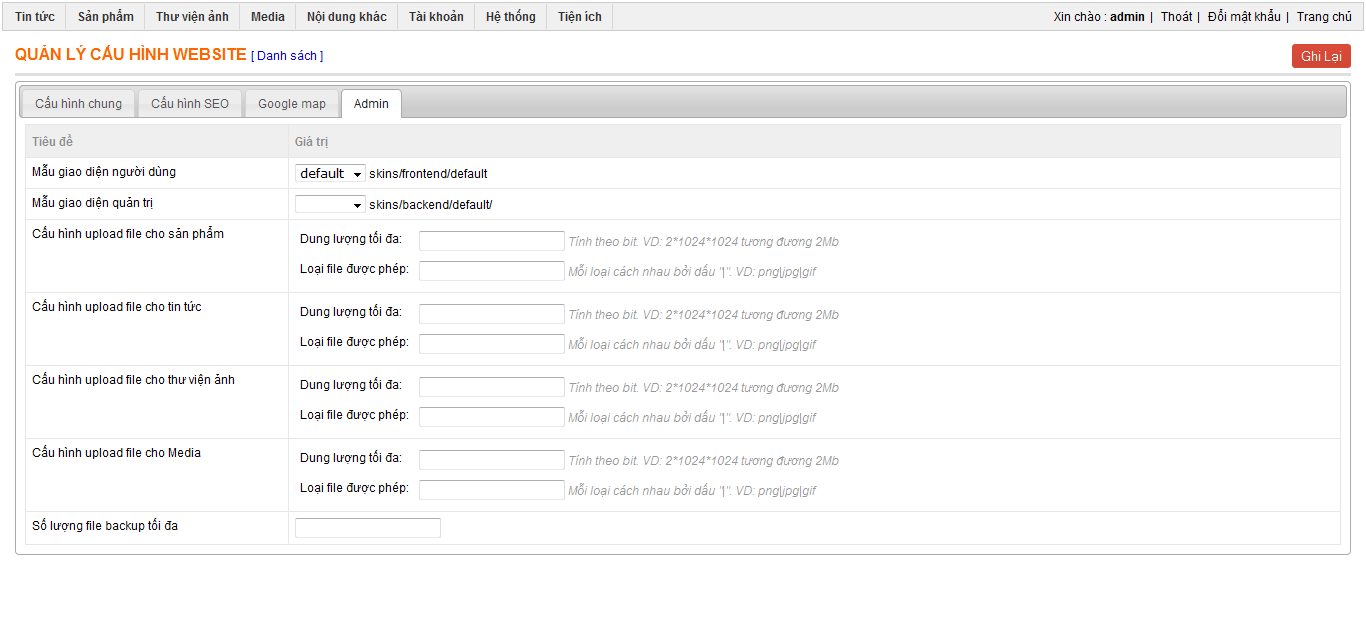 Tin tức Sản phẩm Thư viện ảnh Media Nội dung khác Tài khoản Hệ thống Tiện ích Xin chào : admin | Thoát | Đổi mật khẩu | Trang chủ
QUẢN LÝ CẤU HÌNH WEBSITE [ Danh sách ] Ghi Lại
Cấu hình chung Cấu hình SEO Google map Admin
Tiêu đề Giá trị
Mẫu giao diện người dùng default skins/frontend/default
Mẫu giao diện quản trị skins/backend/default/
Cấu hình upload file cho sản phẩm Dung lượng tối đa: Tính theo bit. VD: 2*1024*1024 tương đương 2Mb
Loại file được phép: Mỗi loại cách nhau bởi dấu "|". VD: png|jpg|gif
Cấu hình upload file cho tin tức Dung lượng tối đa: Tính theo bit. VD: 2*1024*1024 tương đương 2Mb
Loại file được phép: Mỗi loại cách nhau bởi dấu "|". VD: png|jpg|gif
Cấu hình upload file cho thư viện ảnh Dung lượng tối đa: Tính theo bit. VD: 2*1024*1024 tương đương 2Mb
Loại file được phép: Mỗi loại cách nhau bởi dấu "|". VD: png|jpg|gif
Cấu hình upload file cho Media Dung lượng tối đa: Tính theo bit. VD: 2*1024*1024 tương đương 2Mb
Loại file được phép: Mỗi loại cách nhau bởi dấu "|". VD: png|jpg|gif
Số lượng file backup tối đa